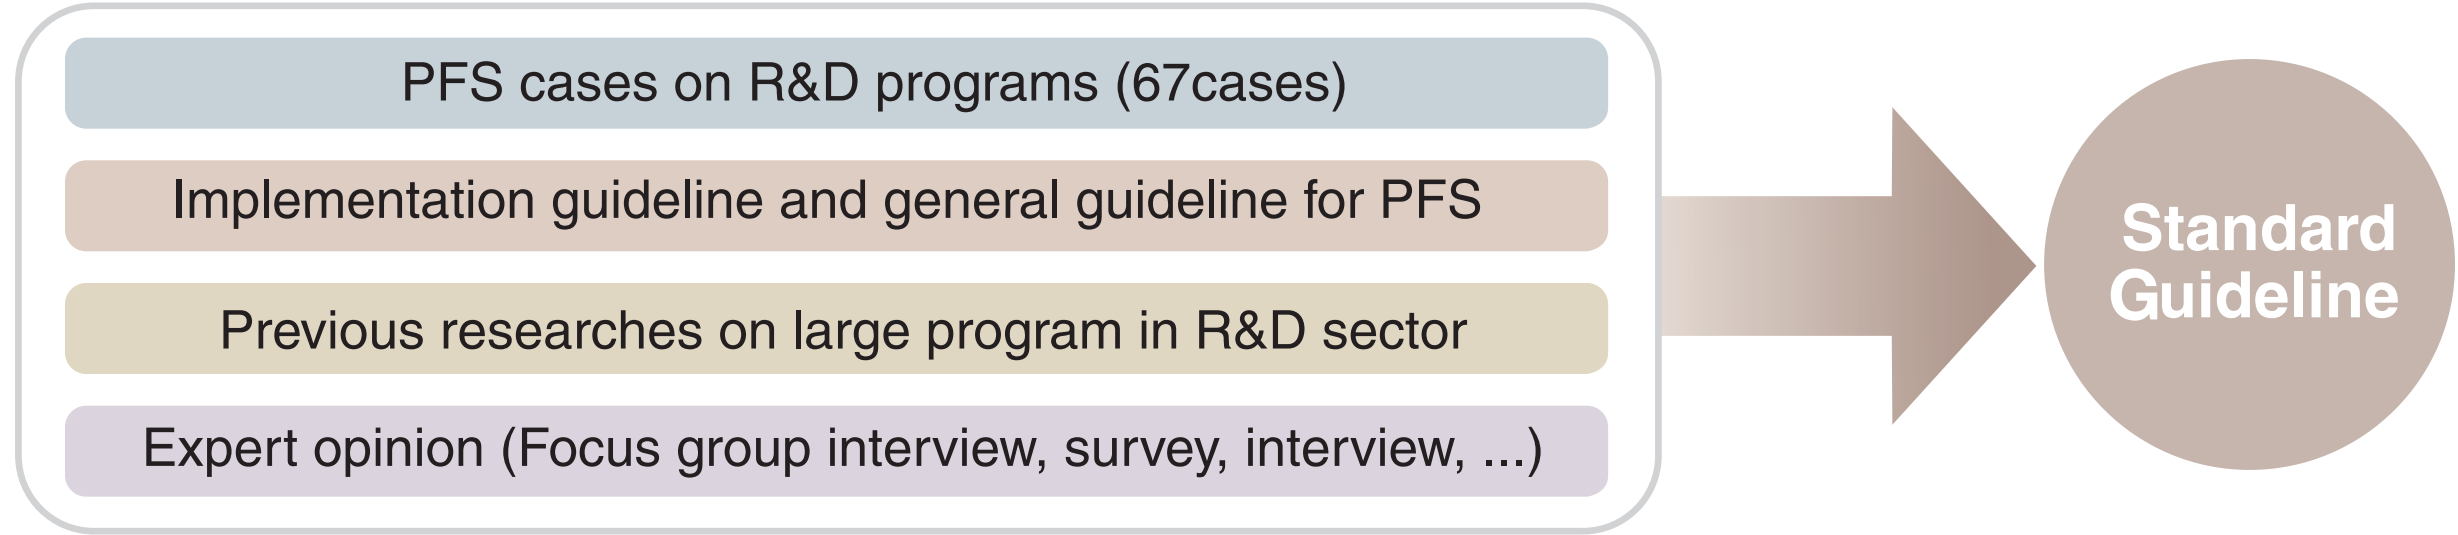 PFS cases on R&D programs (67cases)
Implementation guideline and general guideline for PFS
Previous researches on large program in R&D sector
Expert opinion (Focus group interview, survey, interview, ...)
Standard
Guideline